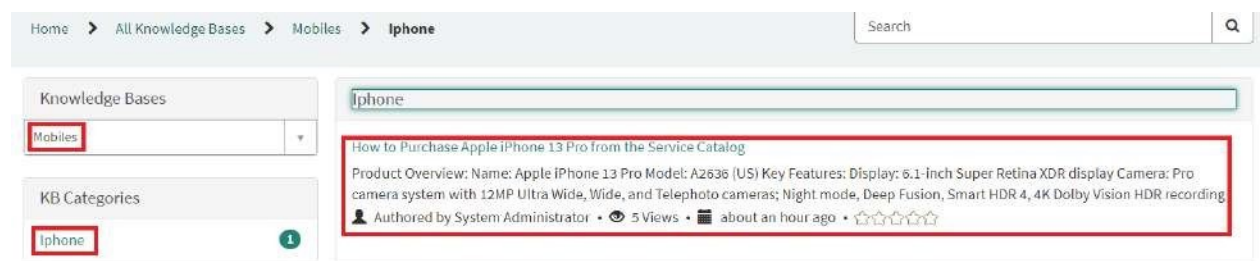 Home > All Knowledge Bases > Mobiles > Iphone
Search
Knowledge Bases
Mobiles
KB Categories
Iphone 1
Iphone
How to Purchase Apple iPhone 13 Pro from the Service Catalog
Product Overview: Name: Apple iPhone 13 Pro Model: A2636 (US) Key Features: Display: 6.1-inch Super Retina XDR display Camera: Pro
camera system with 12MP Ultra Wide, Wide, and Telephoto cameras; Night mode, Deep Fusion, Smart HDR 4, 4K Dolby Vision HDR recording
Authored by System Administrator • 5 Views • about an hour ago • ☆☆☆☆☆